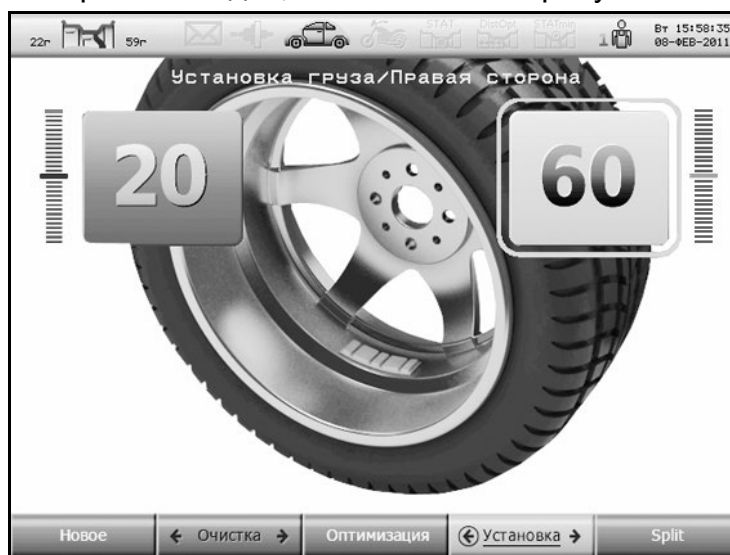 22г 59г STAT DistOpt STATmin 1 Вт 15:58:35
08-ФЕВ-2011
Установка груза/Правая сторона
20 60
Новое Очистка Оптимизация Установка Split